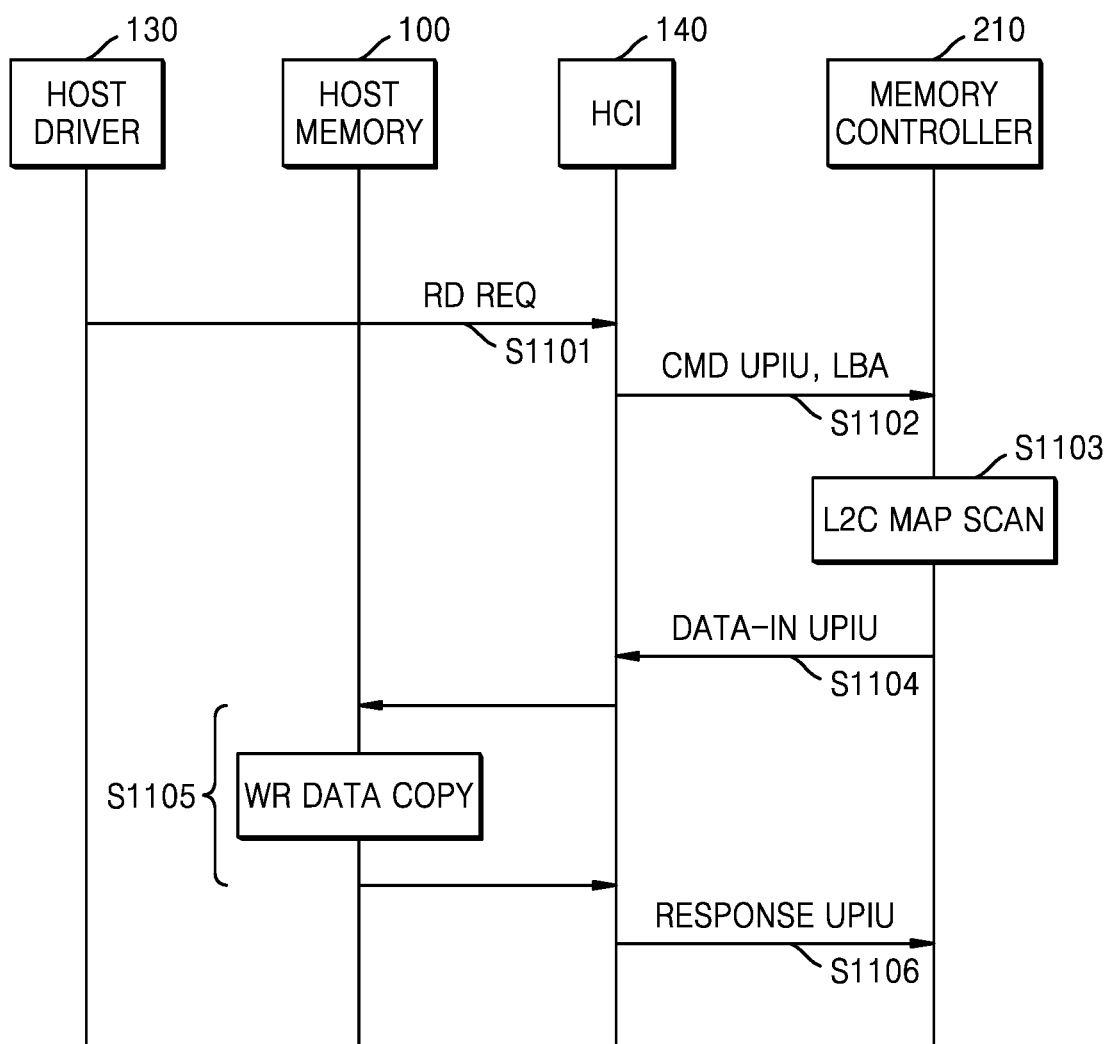 130
100
140
210
HOST
DRIVER
HOST
MEMORY
HCI
MEMORY
CONTROLLER
RD REQ
S1101
CMD UPIU, LBA
S1102
S1103
L2C MAP SCAN
DATA-IN UPIU
S1104
S1105
WR DATA COPY
RESPONSE UPIU
S1106